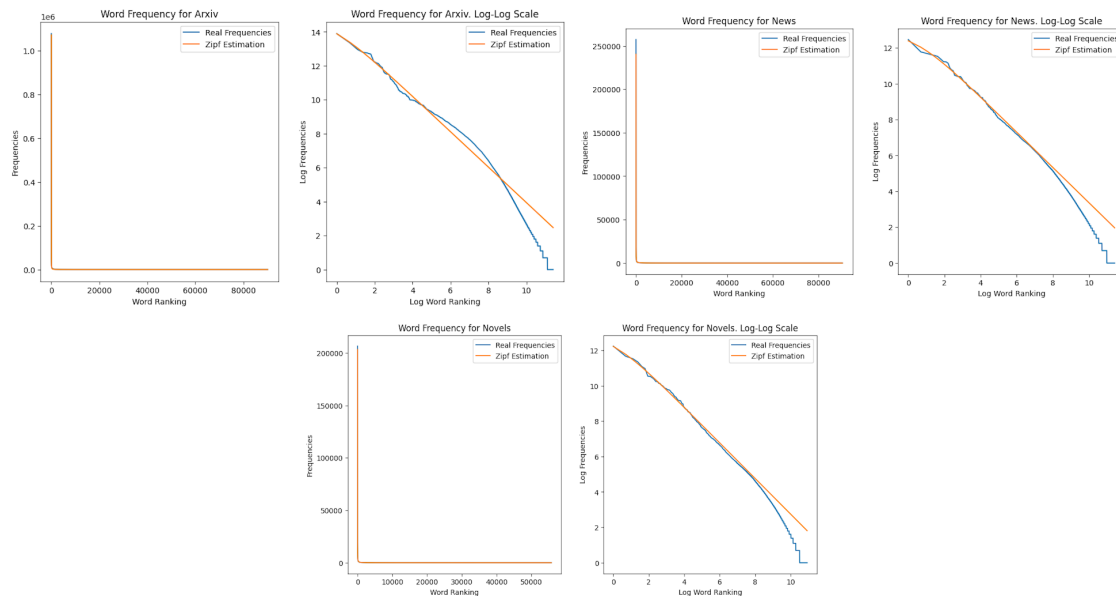 Word Frequency for Arxiv
1e6
Real Frequencies
Zipf Estimation
1.0
0.8
0.6
0.4
0.2
0.0
Frequencies
0 20000 40000 60000 80000
Word Ranking
Word Frequency for Arxiv. Log-Log Scale
Real Frequencies
Zipf Estimation
14
12
10
8
6
4
2
0
Log Frequencies
0 2 4 6 8 10
Log Word Ranking
Word Frequency for News
Real Frequencies
Zipf Estimation
250000
200000
150000
100000
50000
0
Frequencies
0 20000 40000 60000 80000
Word Ranking
Word Frequency for News. Log-Log Scale
Real Frequencies
Zipf Estimation
12
10
8
6
4
2
0
Log Frequencies
0 2 4 6 8 10
Log Word Ranking
Word Frequency for Novels
Real Frequencies
Zipf Estimation
200000
150000
100000
50000
0
Frequencies
0 10000 20000 30000 40000 50000
Word Ranking
Word Frequency for Novels. Log-Log Scale
Real Frequencies
Zipf Estimation
12
10
8
6
4
2
0
Log Frequencies
0 2 4 6 8 10
Log Word Ranking